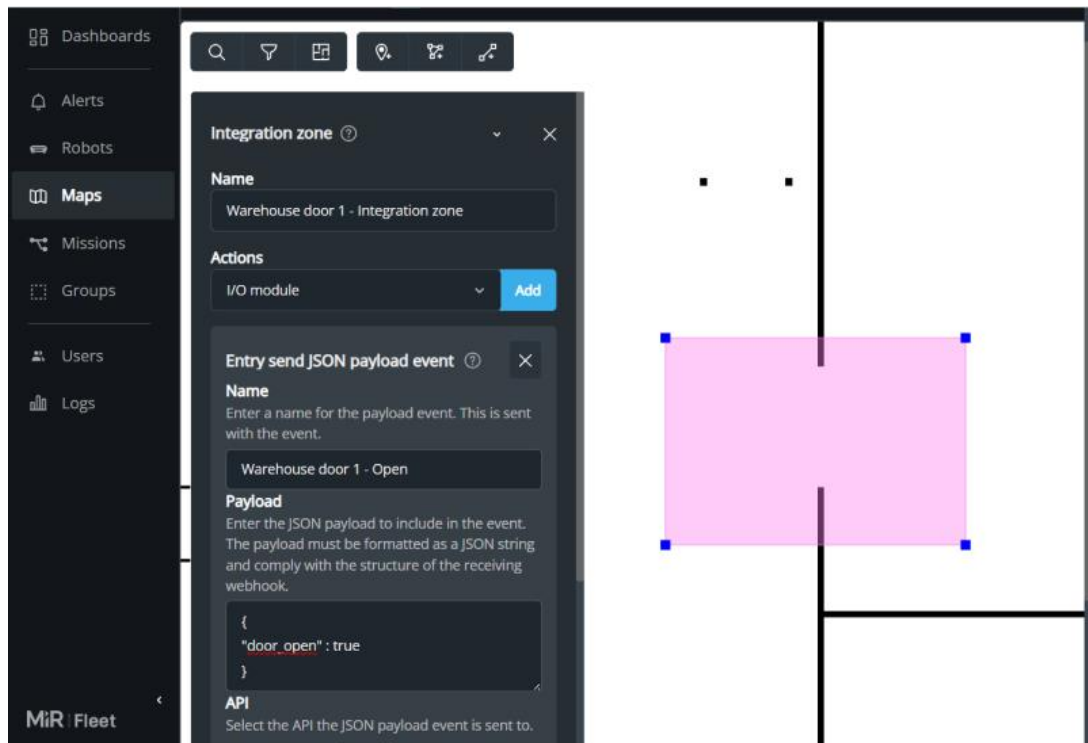 Dashboards
Alerts
Robots
Maps
Missions
Groups
Users
Logs
MiR Fleet
Integration zone
Name
Warehouse door 1 - Integration zone
Actions
I/O module
Add
Entry send JSON payload event
Name
Enter a name for the payload event. This is sent
with the event.
Warehouse door 1 - Open
Payload
Enter the JSON payload to include in the event.
The payload must be formatted as a JSON string
and comply with the structure of the receiving
webhook.
{
"door_open" : true
}
API
Select the API the JSON payload event is sent to.